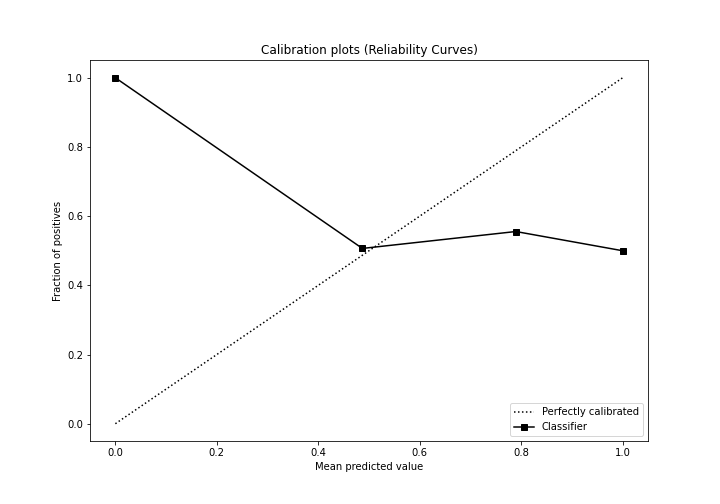 Calibration plots (Reliability Curves)
1.0
0.8
0.6
0.4
0.2
0.0
Fraction of positives
Perfectly calibrated
Classifier
0.0 0.2 0.4 0.6 0.8 1.0
Mean predicted value